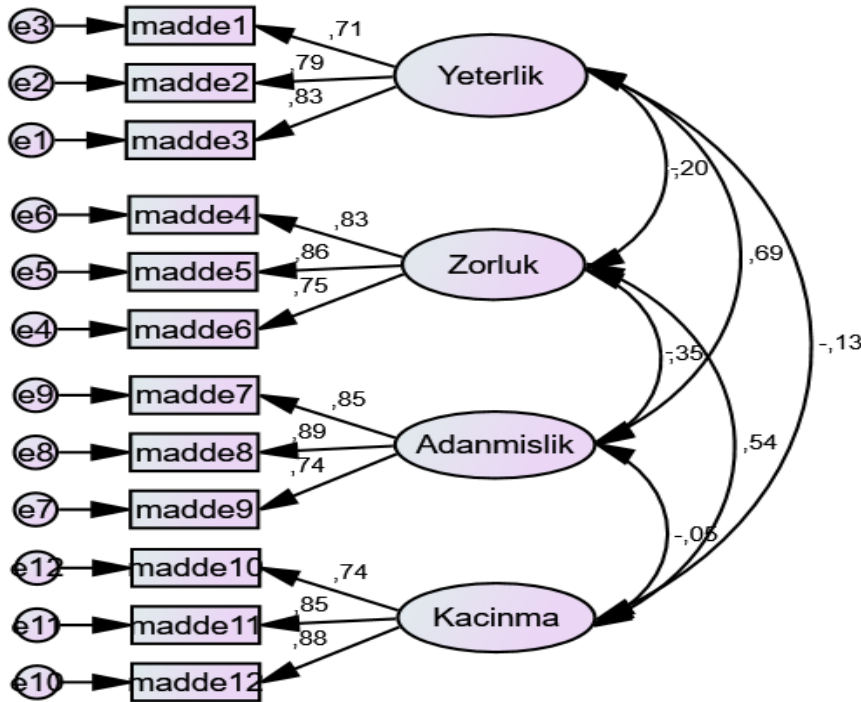 e3 madde1 ,71
e2 madde2 ,79
e1 madde3 ,83
Yeterlik
e6 madde4 ,83
e5 madde5 ,86
e4 madde6 ,75
Zorluk
e9 madde7 ,85
e8 madde8 ,89
e7 madde9 ,74
Adanmislik
e12 madde10 ,74
e11 madde11 ,85
e10 madde12 ,88
Kacinma
-,20
,69
-,13
-,35
,54
-,05